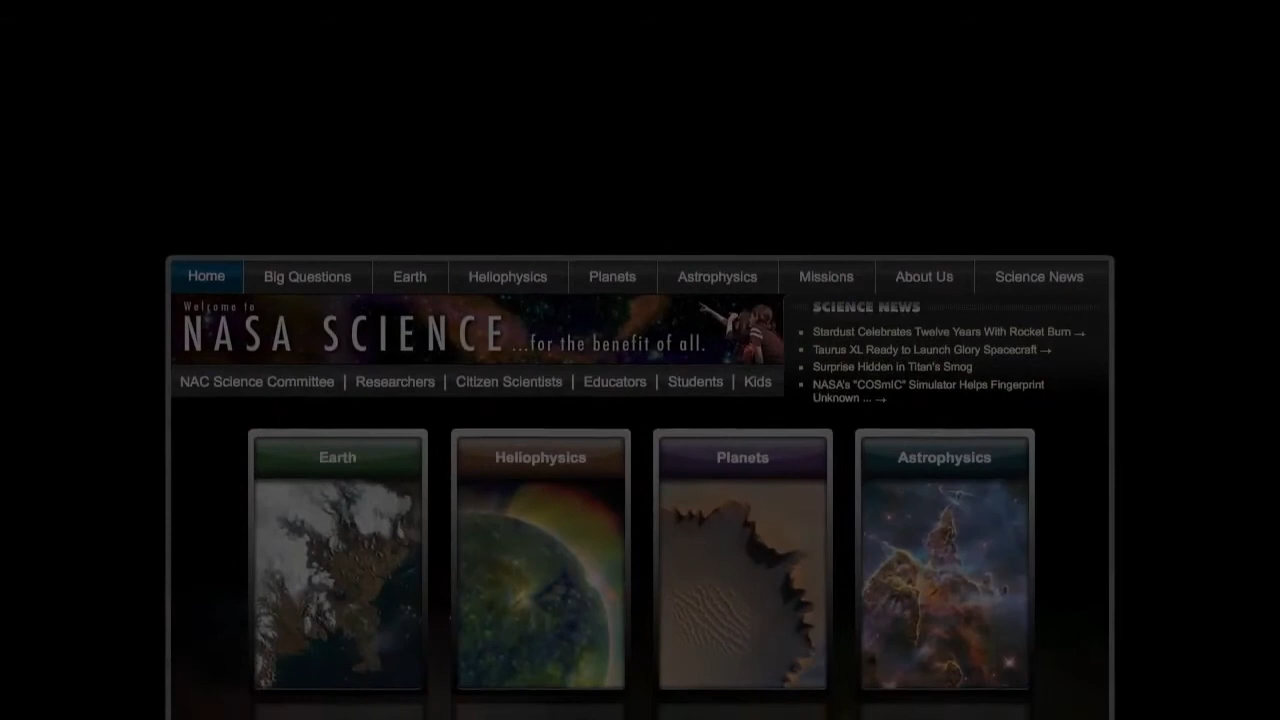 Home Big Questions Earth Heliophysics Planets Astrophysics Missions About Us Science News
Welcome to
NASA SCIENCE ...for the benefit of all.
NAC Science Committee | Researchers | Citizen Scientists | Educators | Students | Kids
SCIENCE NEWS
Stardust Celebrates Twelve Years With Rocket Burn →
Taurus XL Ready to Launch Glory Spacecraft →
Surprise Hidden in Titan's Smog
NASA's "COSmIC" Simulator Helps Fingerprint
Unknown ... →
Earth Heliophysics Planets Astrophysics